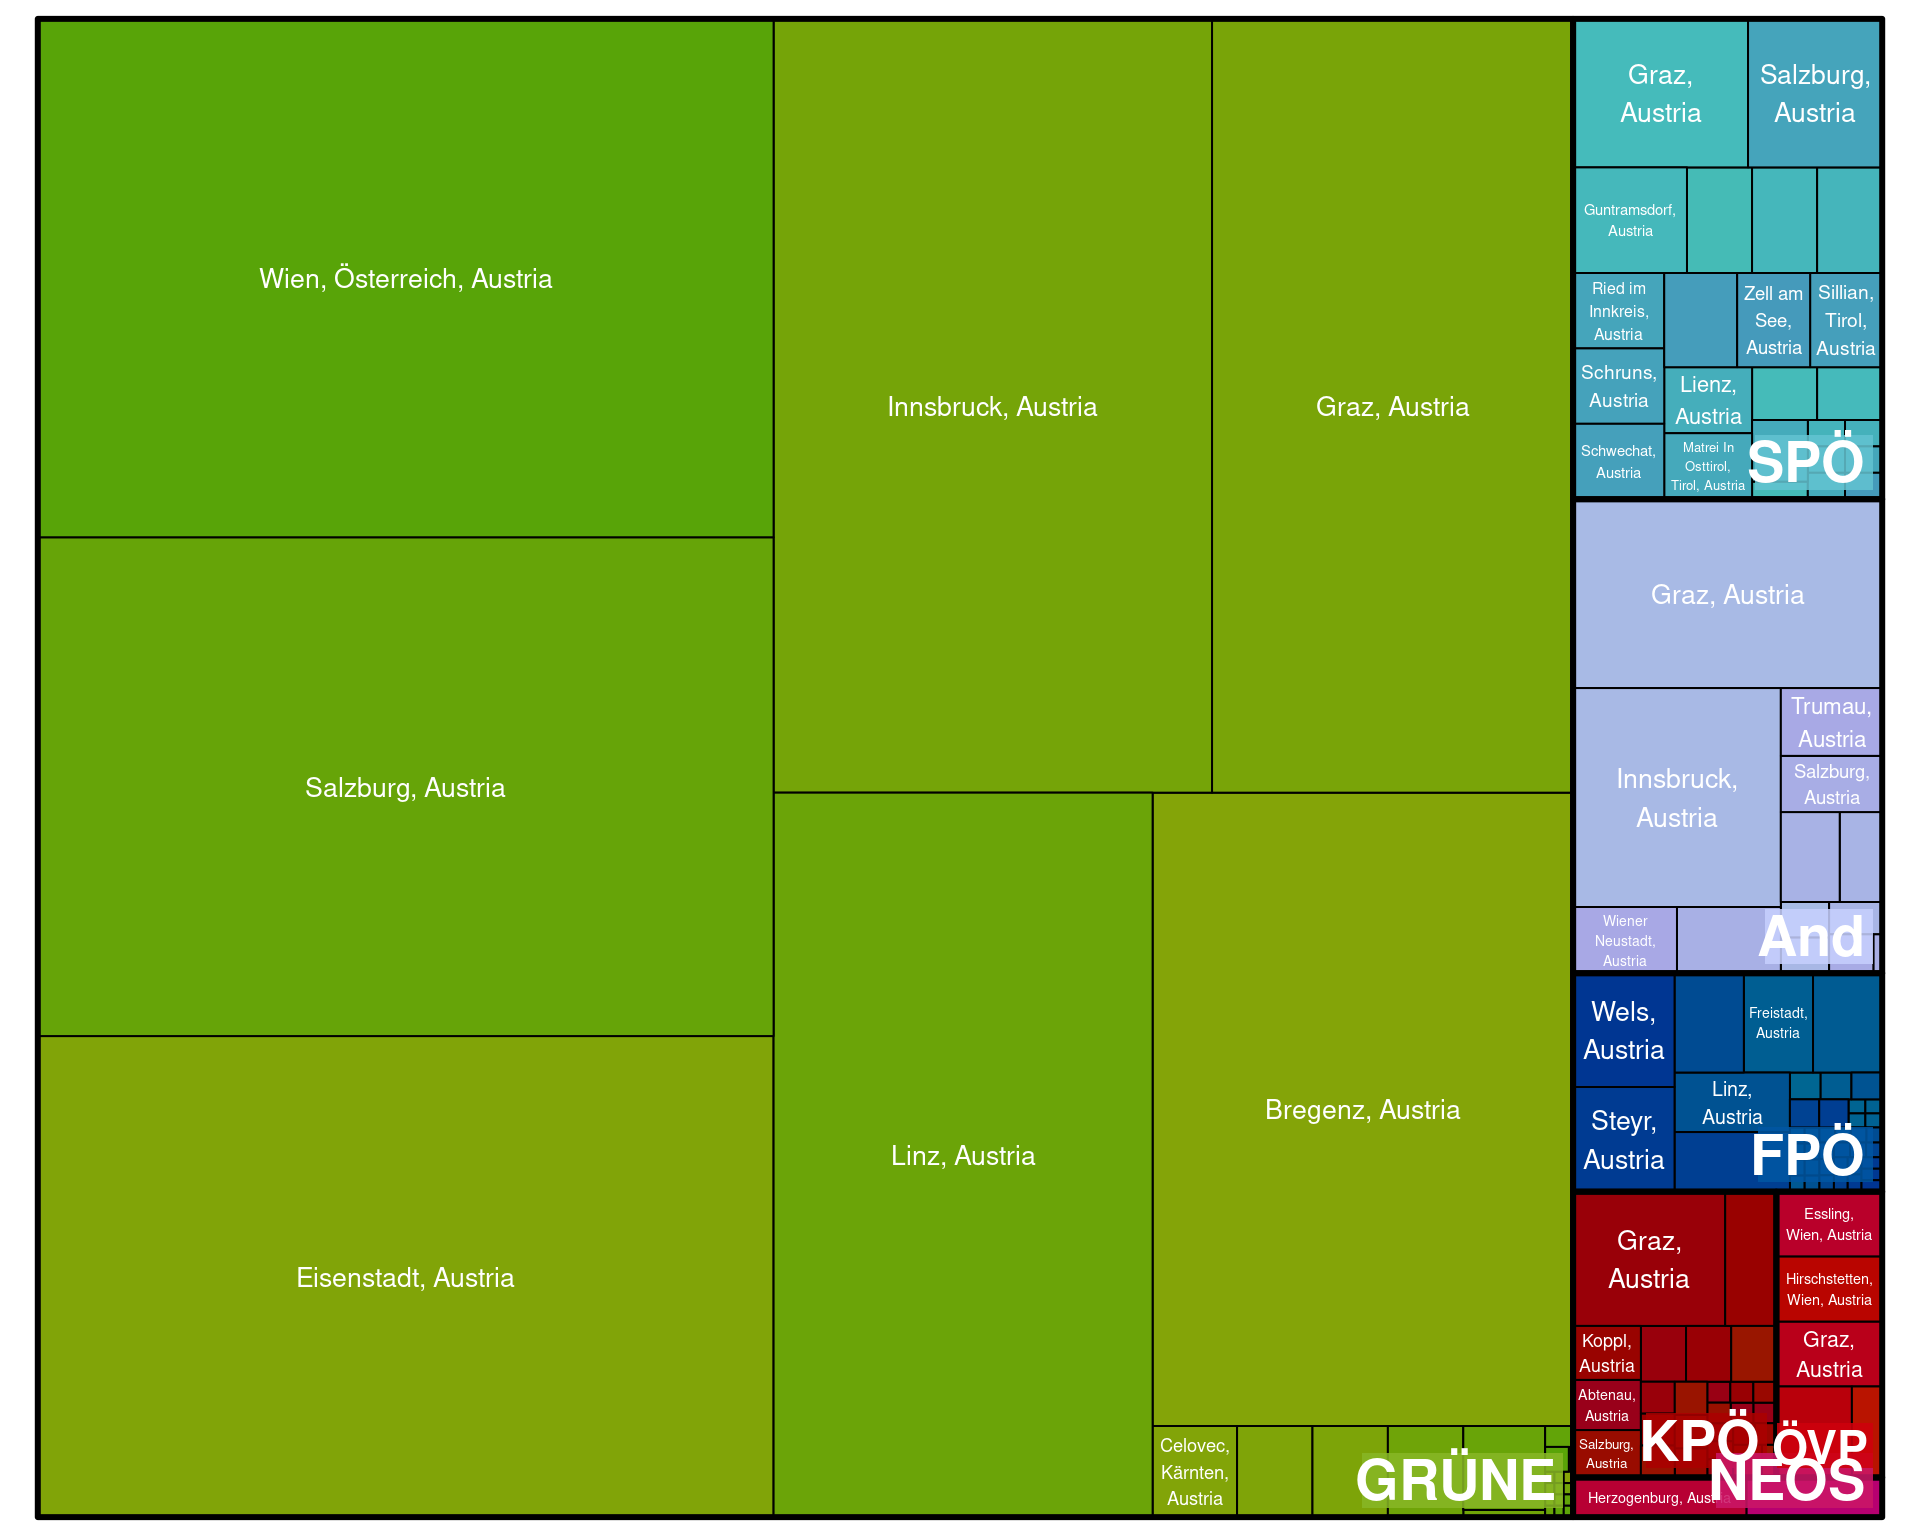 Wien, Österreich, Austria
Salzburg, Austria
Eisenstadt, Austria
Innsbruck, Austria
Graz, Austria
Linz, Austria
Bregenz, Austria
Celovec,
Kärnten,
Austria
GRÜNE
Graz,
Austria
Salzburg,
Austria
Guntramsdorf,
Austria
Ried im
Innkreis,
Austria
Zell am
See,
Austria
Sillian,
Tirol,
Austria
Schruns,
Austria
Lienz,
Austria
Schwechat,
Austria
Matrei In
Osttirol,
Tirol, Austria
SPÖ
Graz, Austria
Innsbruck,
Austria
Trumau,
Austria
Salzburg,
Austria
Wiener
Neustadt,
Austria
And
Wels,
Austria
Freistadt,
Austria
Steyr,
Austria
Linz,
Austria
FPÖ
Graz,
Austria
Koppl,
Austria
Abtenau,
Austria
Salzburg,
Austria
KPÖ
Essling,
Wien, Austria
Hirschstetten,
Wien, Austria
Graz,
Austria
ÖVP
Herzogenburg, Austria
NEOS